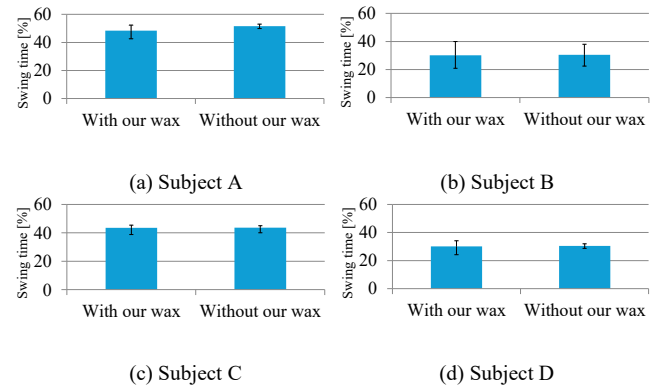 Swing time [%]
60
40
20
0
With our wax Without our wax
(a) Subject A
Swing time [%]
60
40
20
0
With our wax Without our wax
(b) Subject B
Swing time [%]
60
40
20
0
With our wax Without our wax
(c) Subject C
Swing time [%]
60
40
20
0
With our wax Without our wax
(d) Subject D